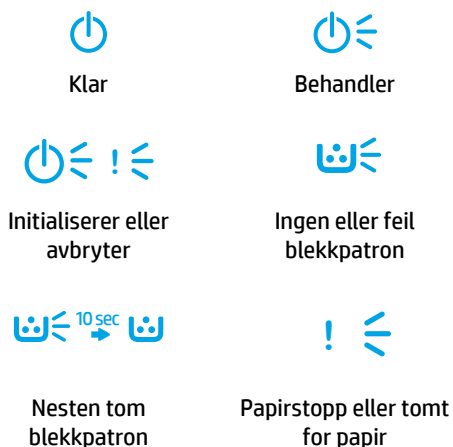 Klar
Behandler
!
Initialiserer eller
avbryter
Ingen eller feil
blekkpatron
10 sec
!
Nesten tom
blekkpatron
Papirstopp eller tomt
for papir